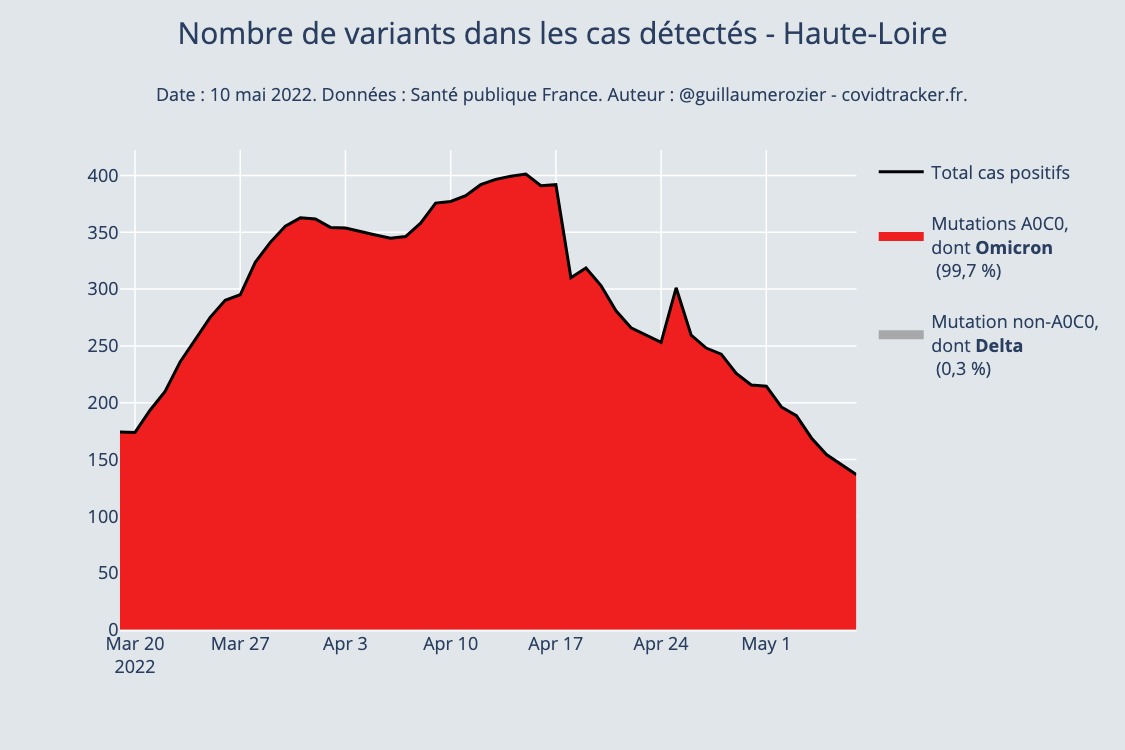 Nombre de variants dans les cas détectés - Haute-Loire
Date : 10 mai 2022. Données : Santé publique France. Auteur : @guillaumerozier - covidtracker.fr.
400
350
300
250
200
150
100
50
0
Mar 20
2022
Mar 27
Apr 3
Apr 10
Apr 17
Apr 24
May 1
Total cas positifs
Mutations A0C0,
dont Omicron
(99,7 %)
Mutation non-A0C0,
dont Delta
(0,3 %)